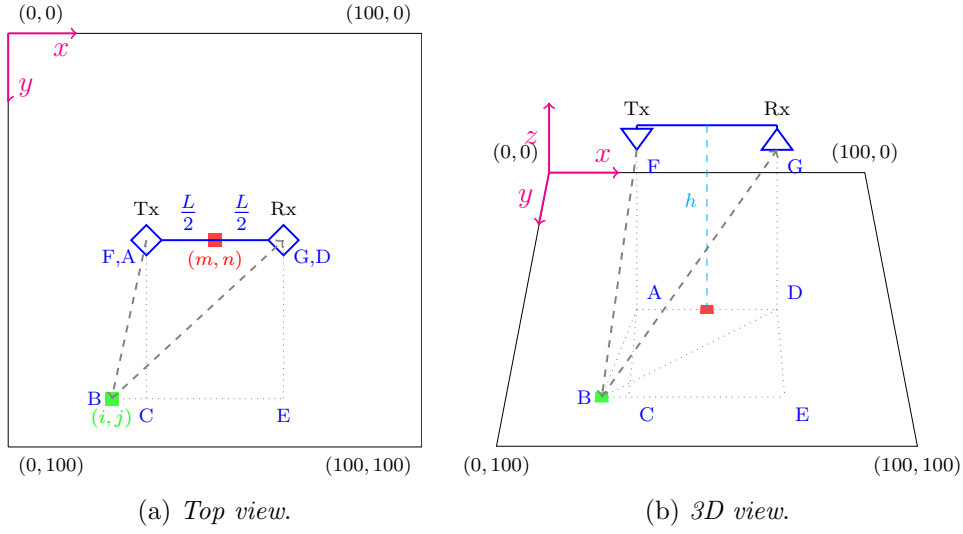 (0,0)
(100,0)
x
y
Tx
L/2
L/2
Rx
F,A
(m,n)
G,D
B
(i,j)
C
E
(0,100)
(100,100)
(a) Top view.
Tx
Rx
z
(0,0)
x
F
G
(100,0)
y
h
A
D
B
C
E
(0,100)
(100,100)
(b) 3D view.